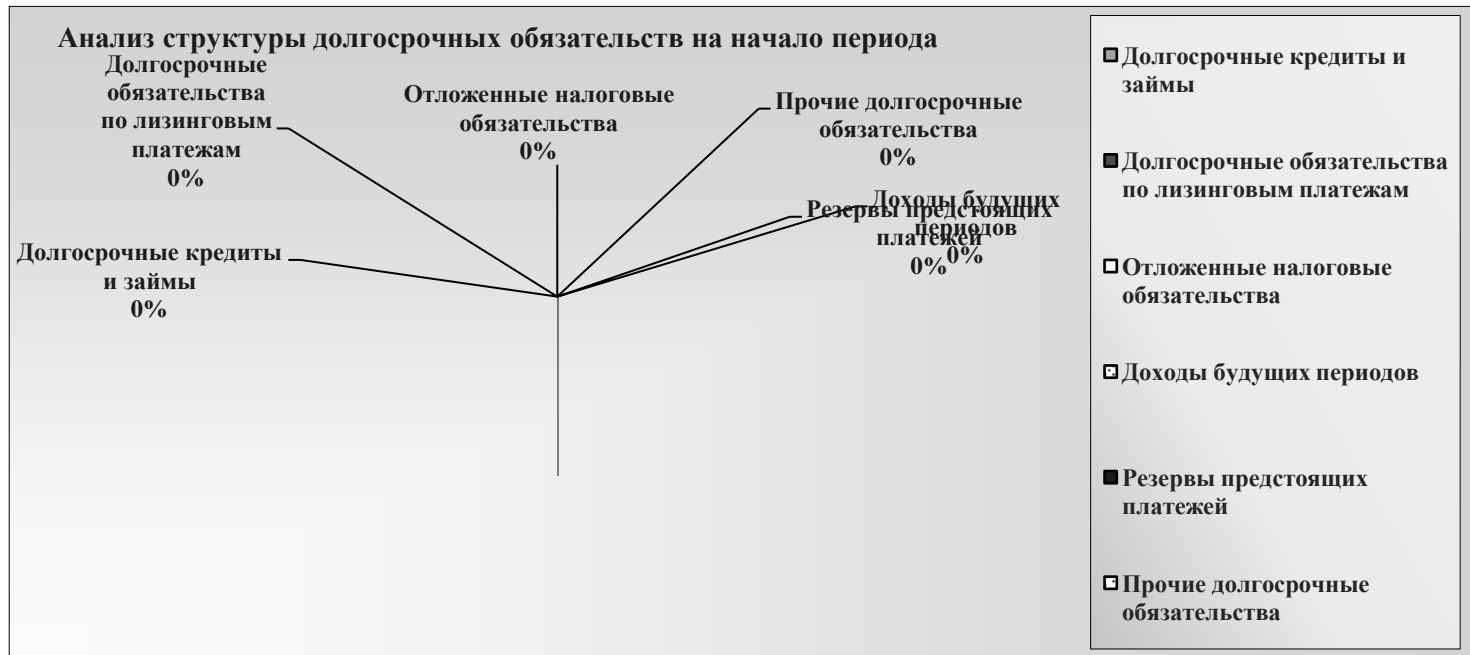 Анализ структуры долгосрочных обязательств на начало периода
Долгосрочные
обязательства
по лизинговым
платежам
0%
Отложенные налоговые
обязательства
0%
Прочие долгосрочные
обязательства
0%
Доходы будущих
периодов
0%
Резервы предстоящих
платежей
0%
Долгосрочные кредиты
и займы
0%
Долгосрочные кредиты и
займы
Долгосрочные обязательства
по лизинговым платежам
Отложенные налоговые
обязательства
Доходы будущих периодов
Резервы предстоящих
платежей
Прочие долгосрочные
обязательства